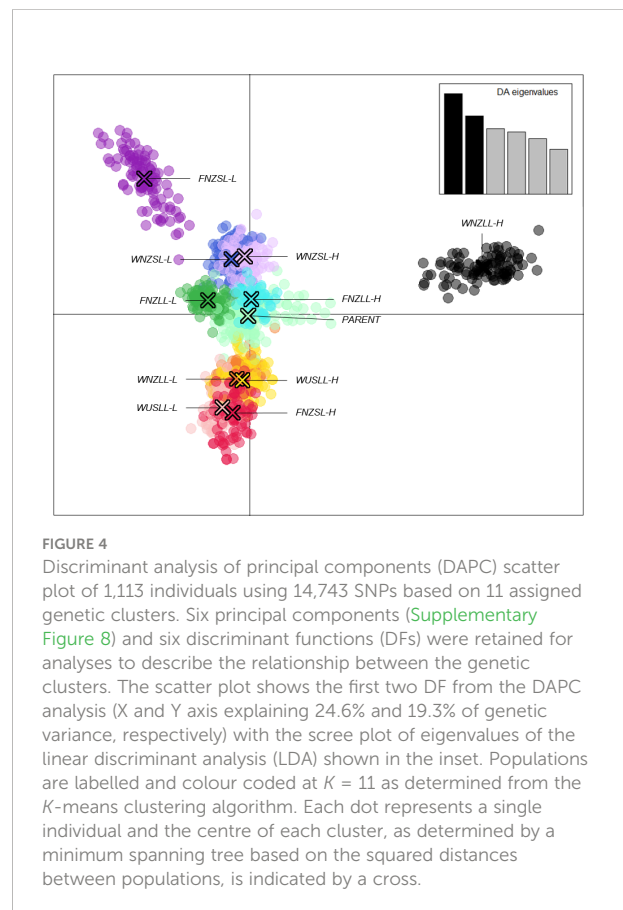 4
DA eigenvalues
FNZSL-L
WNZLL-H
WNZSL-L
WNZSL-H
FNZLL-L
FNZLL-H
PARENT
WNZLL-L
WUSLL-H
WUSLL-L
FNZSL-H
FIGURE 4
Discriminant analysis of principal components (DAPC) scatter
plot of 1,113 individuals using 14,743 SNPs based on 11 assigned
genetic clusters. Six principal components (Supplementary
Figure 8) and six discriminant functions (DFs) were retained for
analyses to describe the relationship between the genetic
clusters. The scatter plot shows the first two DF from the DAPC
analysis (X and Y axis explaining 24.6% and 19.3% of genetic
variance, respectively) with the scree plot of eigenvalues of the
linear discriminant analysis (LDA) shown in the inset. Populations
are labelled and colour coded at K = 11 as determined from the
K-means clustering algorithm. Each dot represents a single
individual and the centre of each cluster, as determined by a
minimum spanning tree based on the squared distances
between populations, is indicated by a cross.